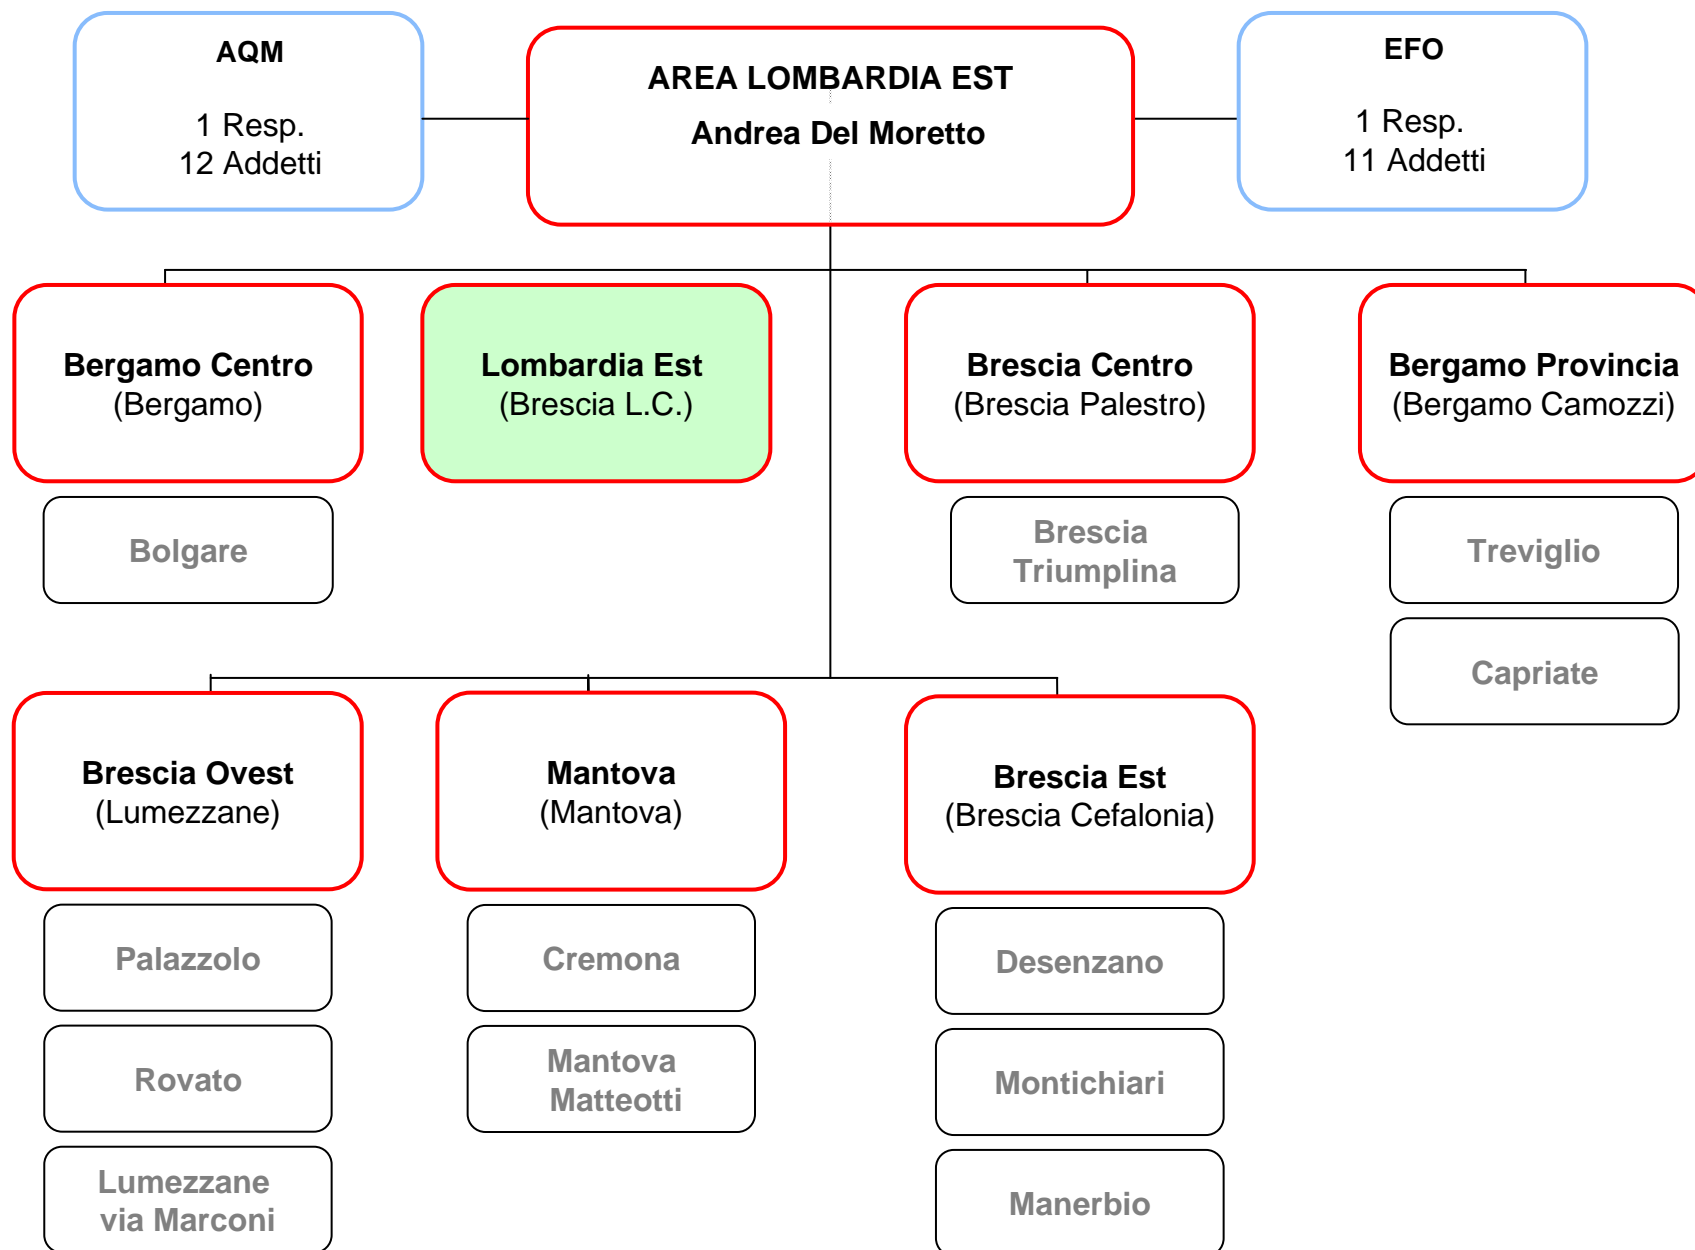 AQM
1 Resp.
12 Addetti
AREA LOMBARDIA EST
Andrea Del Moretto
EFO
1 Resp.
11 Addetti
Bergamo Centro
(Bergamo)
Lombardia Est
(Brescia L.C.)
Brescia Centro
(Brescia Palestro)
Bergamo Provincia
(Bergamo Camozzi)
Bolgare
Brescia
Triumplina
Treviglio
Capriate
Brescia Ovest
(Lumezzane)
Mantova
(Mantova)
Brescia Est
(Brescia Cefalonia)
Palazzolo
Cremona
Desenzano
Rovato
Mantova
Matteotti
Montichiari
Lumezzane
via Marconi
Manerbio